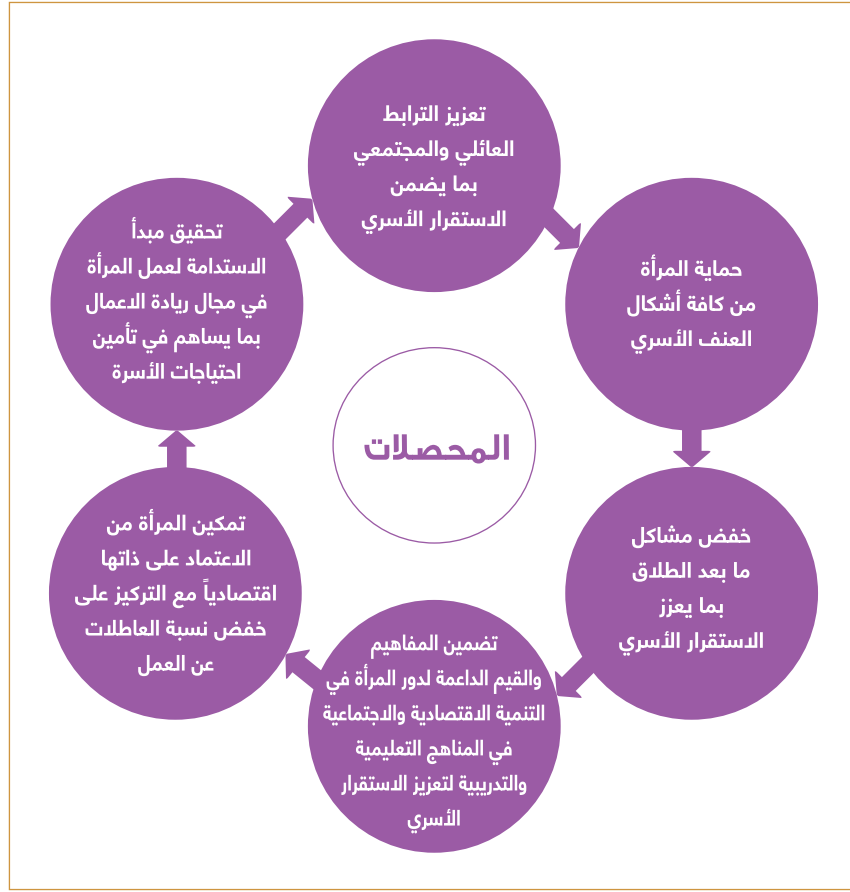 تعزيز الترابط
العائلي والمجتمعي
بما يضمن
الاستقرار الأسري
حماية المرأة
من كافة أشكال
العنف الأسري
خفض مشاكل
ما بعد الطلاق
بما يعزز
الاستقرار الأسري
تضمين المفاهيم
والقيم الداعمة لدور المرأة في
التنمية الاقتصادية والاجتماعية
في المناهج التعليمية
والتدريبية لتعزيز الاستقرار
الأسري
تمكين المرأة من
الاعتماد على ذاتها
اقتصادياً مع التركيز على
خفض نسبة العاطلات
عن العمل
تحقيق مبدأ
الاستدامة لعمل المرأة
في مجال ريادة الاعمال
بما يساهم في تأمين
احتياجات الأسرة
المحصلات